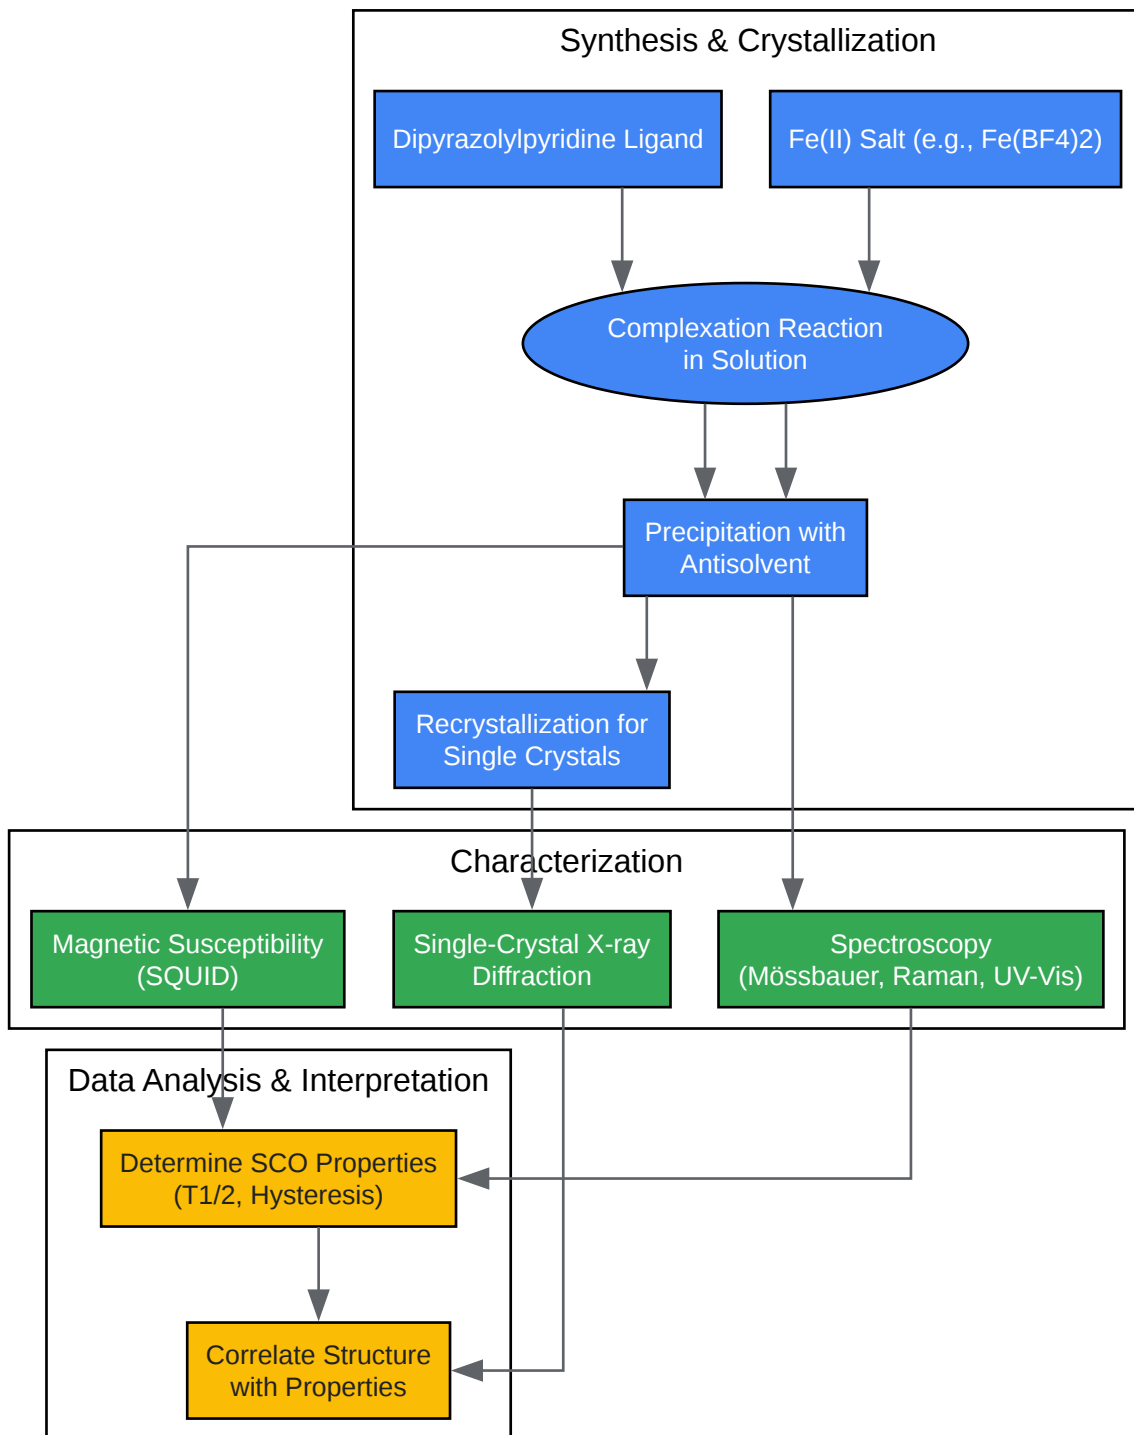 Synthesis & Crystallization
Dipyrazolylpyridine Ligand
Fe(II) Salt (e.g., Fe(BF4)2)
Complexation Reaction
in Solution
Precipitation with
Antisolvent
Recrystallization for
Single Crystals
Characterization
Magnetic Susceptibility
(SQUID)
Single-Crystal X-ray
Diffraction
Spectroscopy
(Mössbauer, Raman, UV-Vis)
Data Analysis & Interpretation
Determine SCO Properties
(T1/2, Hysteresis)
Correlate Structure
with Properties